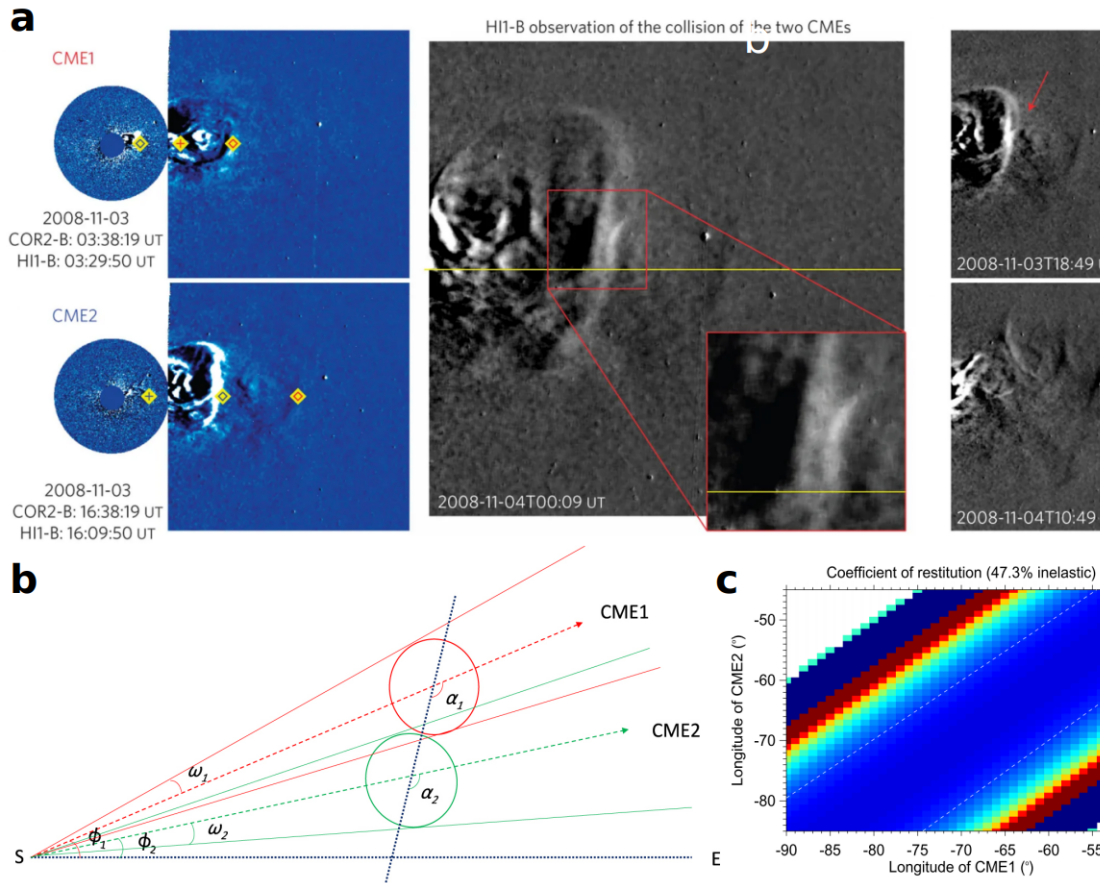 a
HI1-B observation of the collision of the two CMEs
b
CME1
2008-11-03
COR2-B: 03:38:19 UT
HI1-B: 03:29:50 UT
2008-11-03T18:49
CME2
2008-11-03
COR2-B: 16:38:19 UT
HI1-B: 16:09:50 UT
2008-11-04T00:09 UT
2008-11-04T10:49
b
CME1
α1
CME2
α2
ω1
ω2
ϕ1
ϕ2
S
E
c
Coefficient of restitution (47.3% inelastic)
Longitude of CME2 (°)
-50
-60
-70
-80
-90 -85 -80 -75 -70 -65 -60 -55
Longitude of CME1 (°)